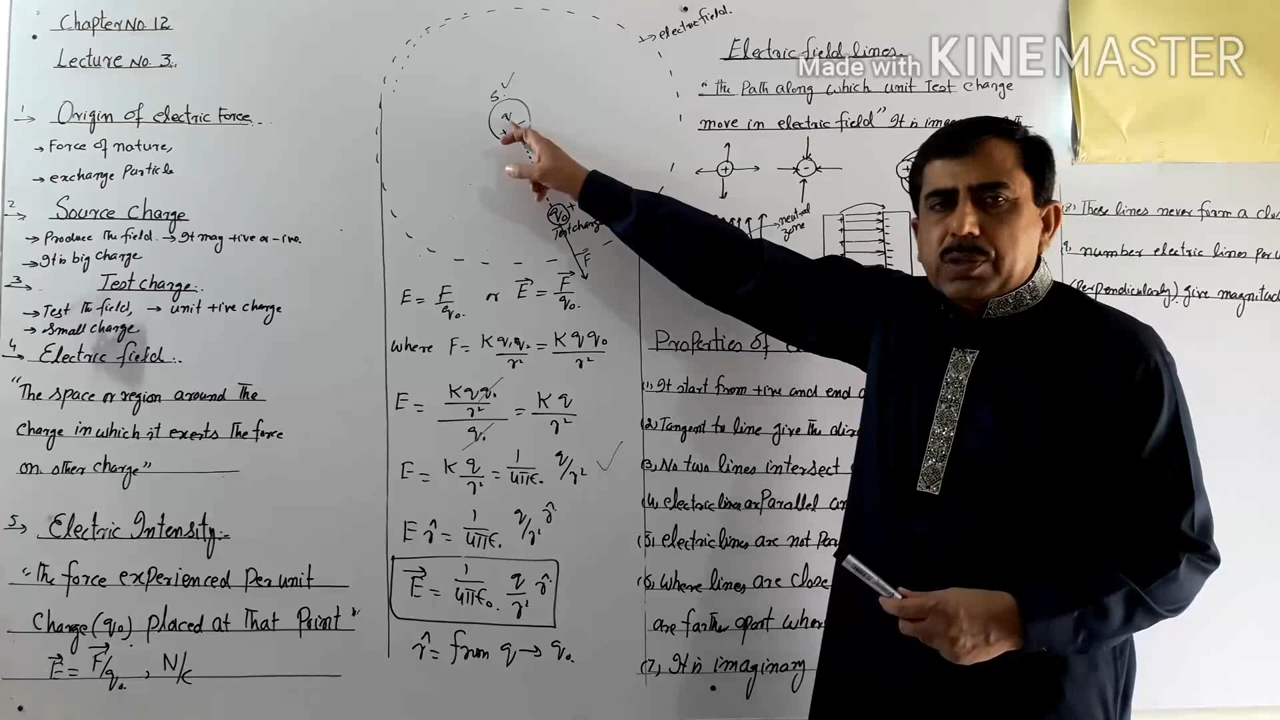 Chapter No. 12
Lecture No. 3.
1 → Origin of electric Force
→ Force of nature,
→ exchange Particle
2 → Source Charge
→ Produce the field. → It may +ive or -ive.
→ It is big charge
3 → Test charge:-
→ Test the field, → unit +ive charge
→ Small charge
4 → Electric field:-
"The space or region around the
charge in which it exerts the force
on other charge"
5 → Electric Intensity:-
"The force experienced Per unit
Charge (q₀) Placed at That Point"
E⃗ = F⃗/q₀ , N/C
→ electric field.
S ✓
q
+
q₀ +
Test charge
F
E = F/q₀ or E⃗ = F⃗/q₀
where F = Kq₁q₂/r² = Kqq₀/r²
E = (Kqq₀/r²)/q₀ = Kq/r²
E = K q/r² = 1/4πε₀ q/r² ✓
E r̂ = 1/4πε₀ q/r² r̂
E⃗ = 1/4πε₀ q/r² r̂
r̂ = from q → q₀
Made with KINEMASTER
Electric field lines
"the Path along which unit Test charge
move in electric field" It is
+
-
neutral zone
Properties of
(1) It start from +ive and end
(2) Tangent to line give the
(3) No two lines intersect
(4) electric lines are Parallel
(5) electric lines are not
(6) Where lines are close
are farther apart where
(7) It is imaginary
(8) These lines never form a
9. number electric lines Per
(Perpendicularly) give